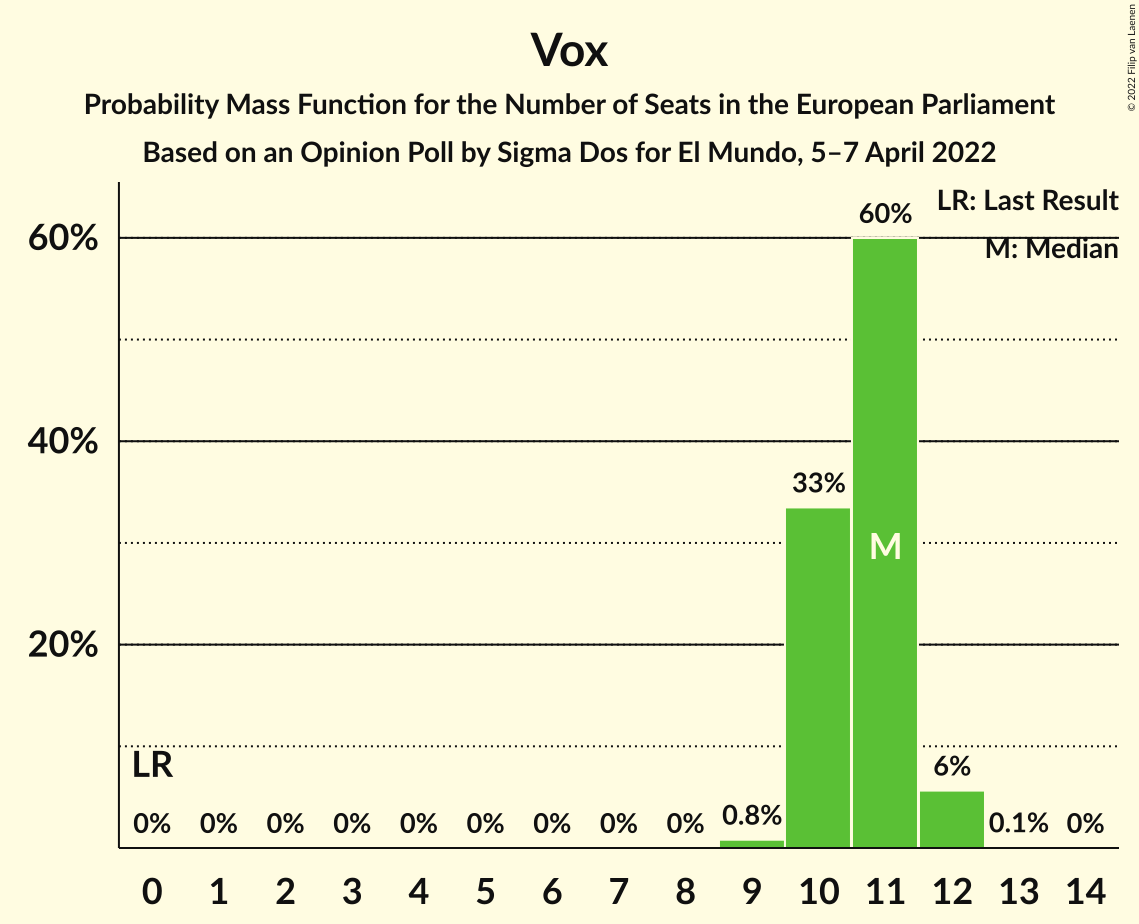 Vox
Probability Mass Function for the Number of Seats in the European Parliament
Based on an Opinion Poll by Sigma Dos for El Mundo, 5–7 April 2022
© 2022 Filip van Laenen
LR: Last Result
M: Median
60%
40%
20%
60%
33%
M
LR
6%
0% 0% 0% 0% 0% 0% 0% 0% 0% 0.8% 0.1% 0%
0 1 2 3 4 5 6 7 8 9 10 11 12 13 14